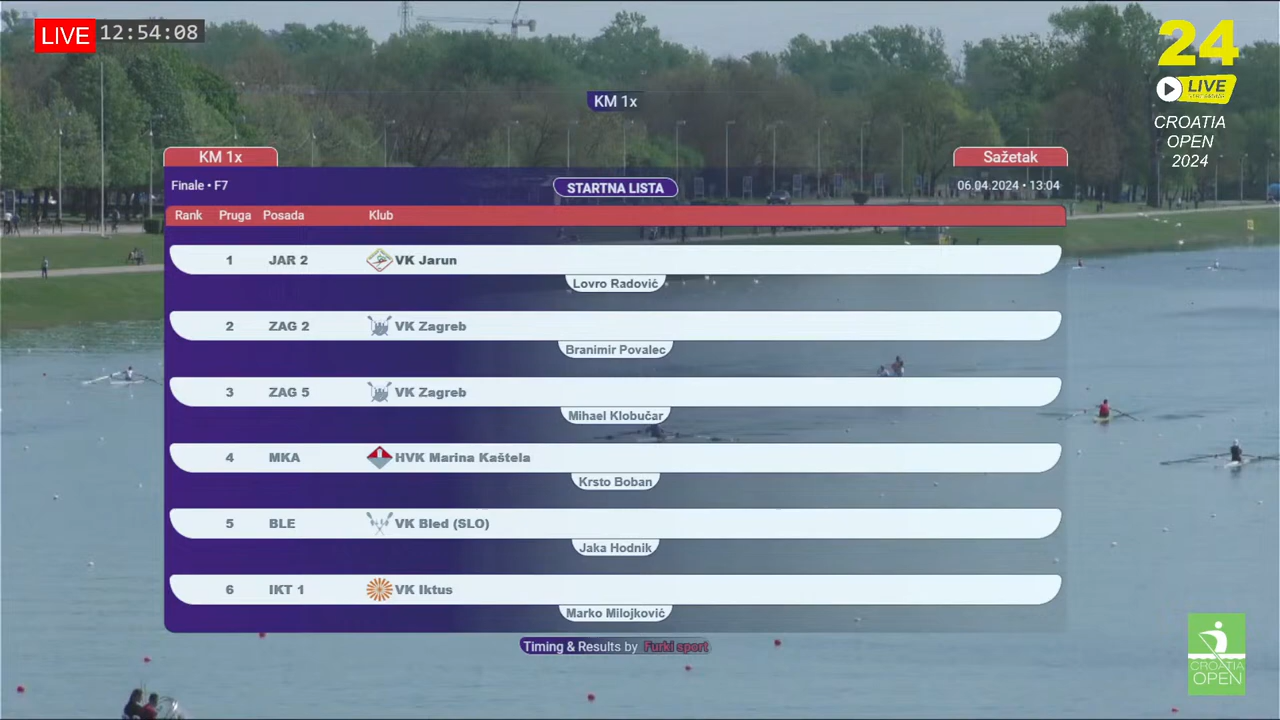 LIVE 12:54:08
24
LIVE
CROATIA
OPEN
2024
KM 1x
KM 1x
Sažetak
Finale • F7
STARTNA LISTA
06.04.2024 • 13:04
Rank Pruga Posada Klub
1 JAR 2 VK Jarun
Lovro Radović
2 ZAG 2 VK Zagreb
Branimir Povalec
3 ZAG 5 VK Zagreb
Mihael Klobučar
4 MKA HVK Marina Kaštela
Krsto Boban
5 BLE VK Bled (SLO)
Jaka Hodnik
6 IKT 1 VK Iktus
Marko Milojković
Timing & Results by Furki sport
CROATIA
OPEN